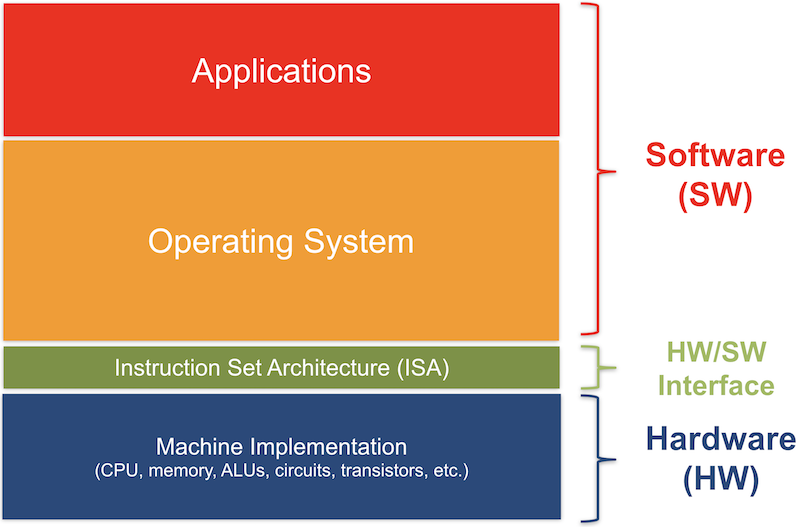 Applications
Software
(SW)
Operating System
Instruction Set Architecture (ISA)
HW/SW
Interface
Machine Implementation
(CPU, memory, ALUs, circuits, transistors, etc.)
Hardware
(HW)